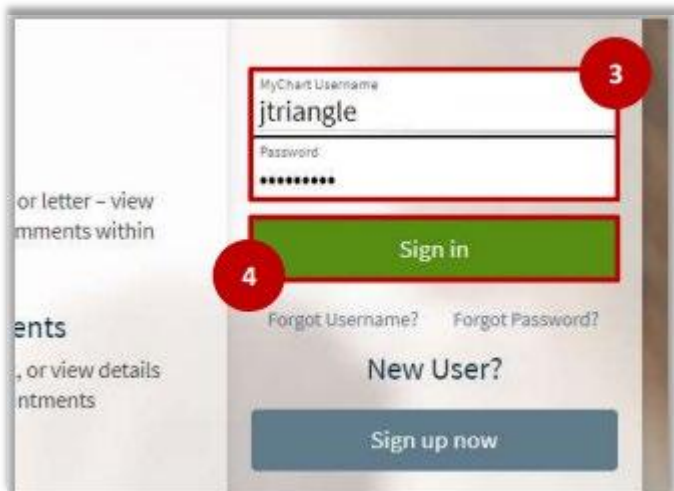 3
MyChart Username
jtriangle
Password
•••••••••
or letter – view
mments within
4
Sign in
Forgot Username? Forgot Password?
ents
, or view details
ntments
New User?
Sign up now